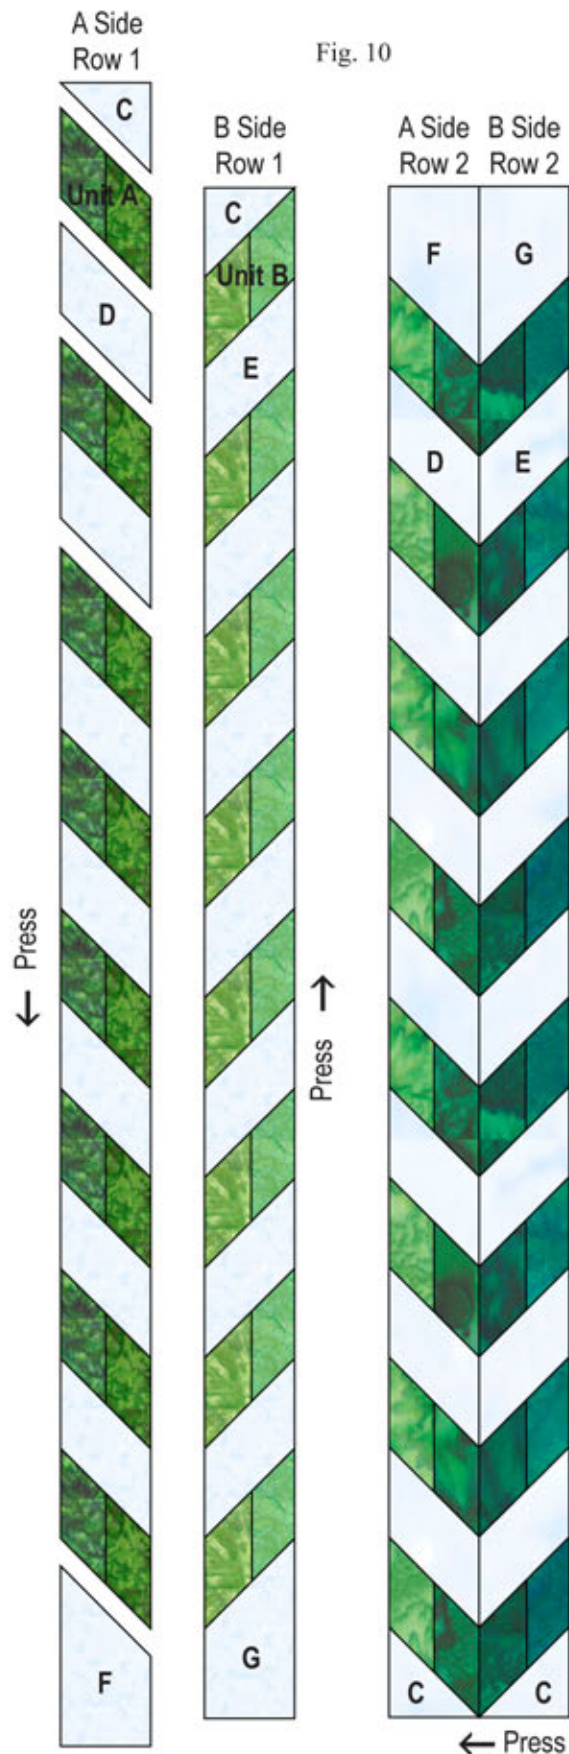 A Side
Row 1
Fig. 10
C
Unit A
D
F
B Side
Row 1
C
Unit B
E
G
A Side B Side
Row 2 Row 2
F G
D E
C C
← Press
← Press
↑ Press